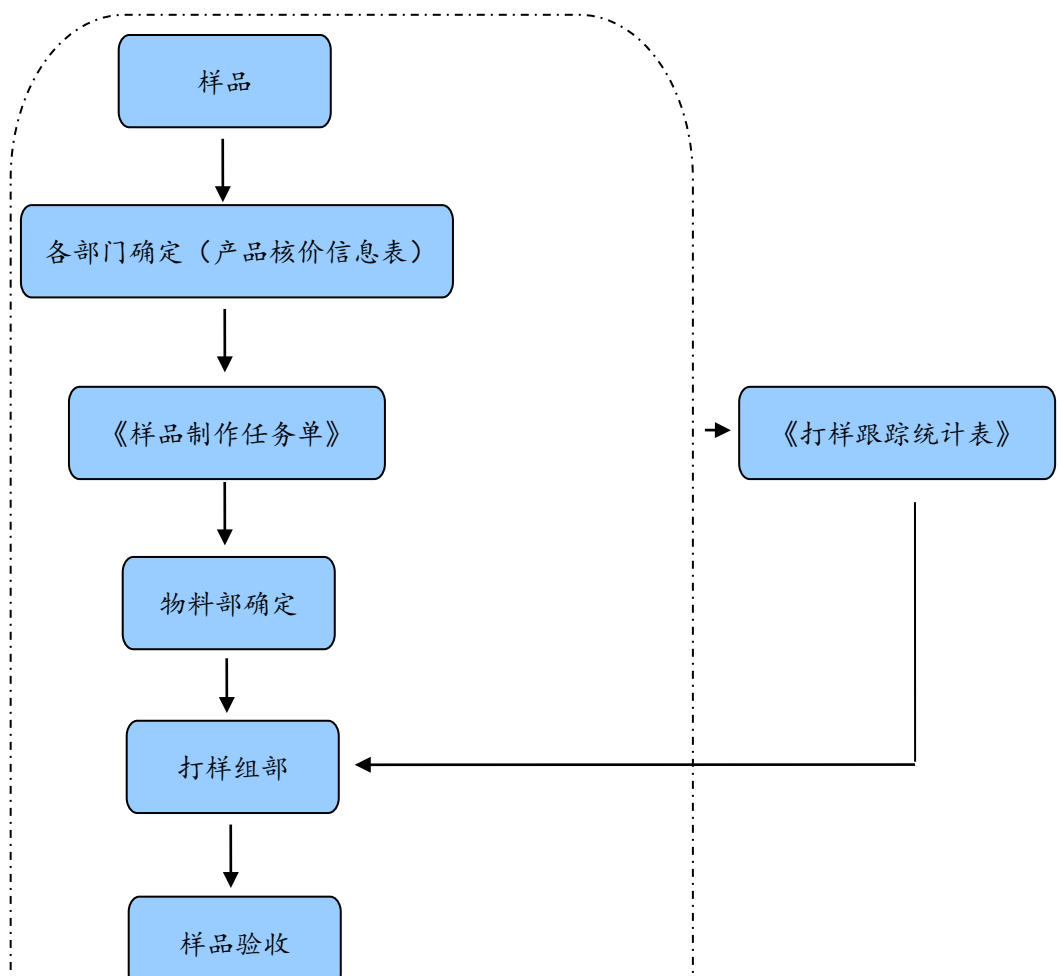 样品
各部门确定（产品核价信息表）
《样品制作任务单》
《打样跟踪统计表》
物料部确定
打样组部
样品验收